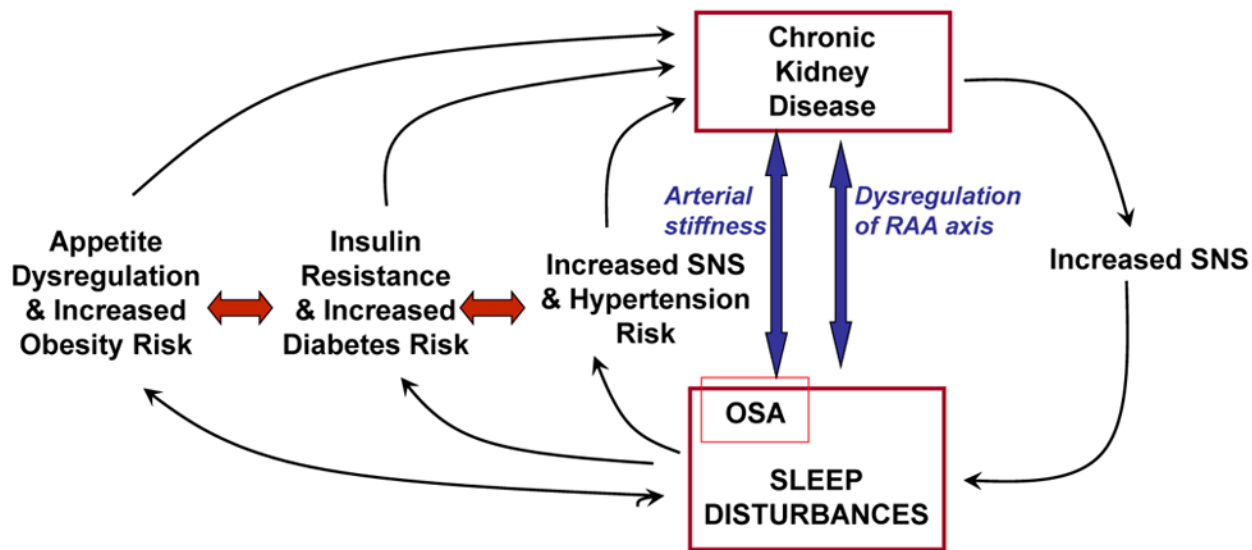 Chronic
Kidney
Disease
Arterial
stiffness
Dysregulation
of RAA axis
Appetite
Dysregulation
& Increased
Obesity Risk
Insulin
Resistance
& Increased
Diabetes Risk
Increased SNS
& Hypertension
Risk
Increased SNS
OSA
SLEEP
DISTURBANCES